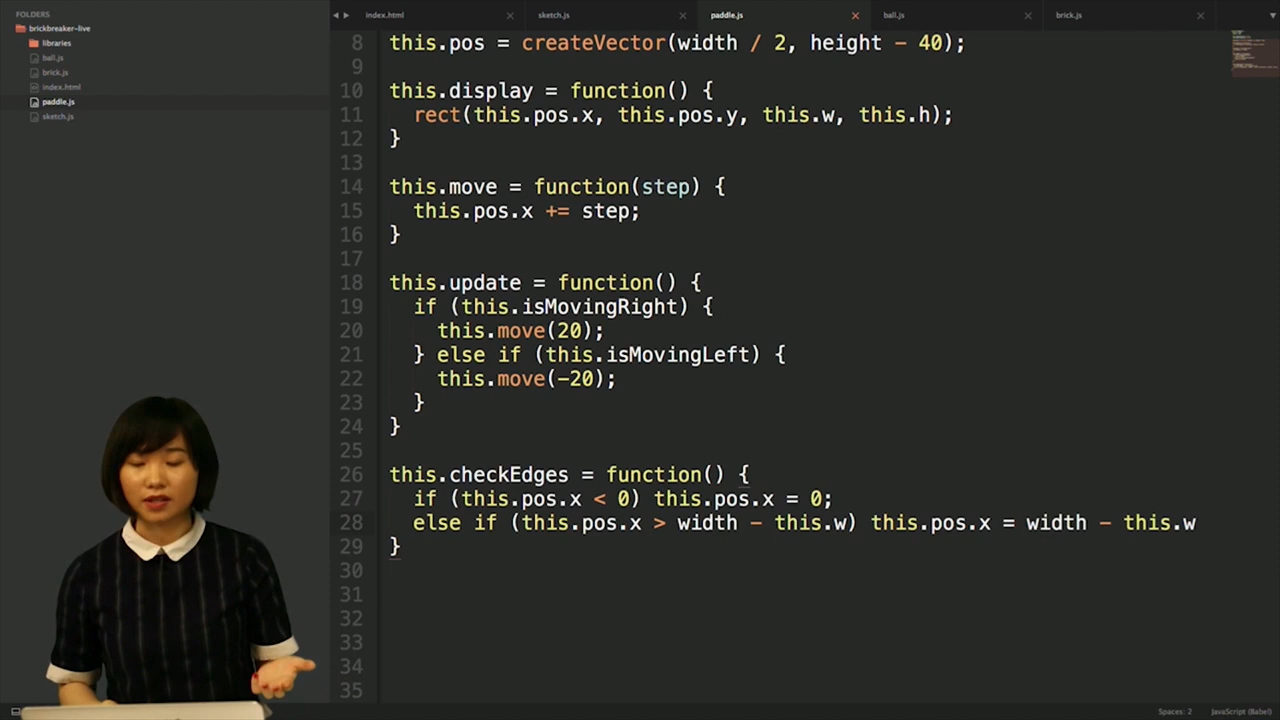 FOLDERS
brickbreaker-live
libraries
ball.js
brick.js
index.html
paddle.js
sketch.js
index.html
sketch.js
paddle.js
ball.js
brick.js
8 this.pos = createVector(width / 2, height - 40);
9
10 this.display = function() {
11 rect(this.pos.x, this.pos.y, this.w, this.h);
12 }
13
14 this.move = function(step) {
15 this.pos.x += step;
16 }
17
18 this.update = function() {
19 if (this.isMovingRight) {
20 this.move(20);
21 } else if (this.isMovingLeft) {
22 this.move(-20);
23 }
24 }
25
26 this.checkEdges = function() {
27 if (this.pos.x < 0) this.pos.x = 0;
28 else if (this.pos.x > width - this.w) this.pos.x = width - this.w
29 }
30
31
32
33
34
35
Spaces: 2
JavaScript (Babel)